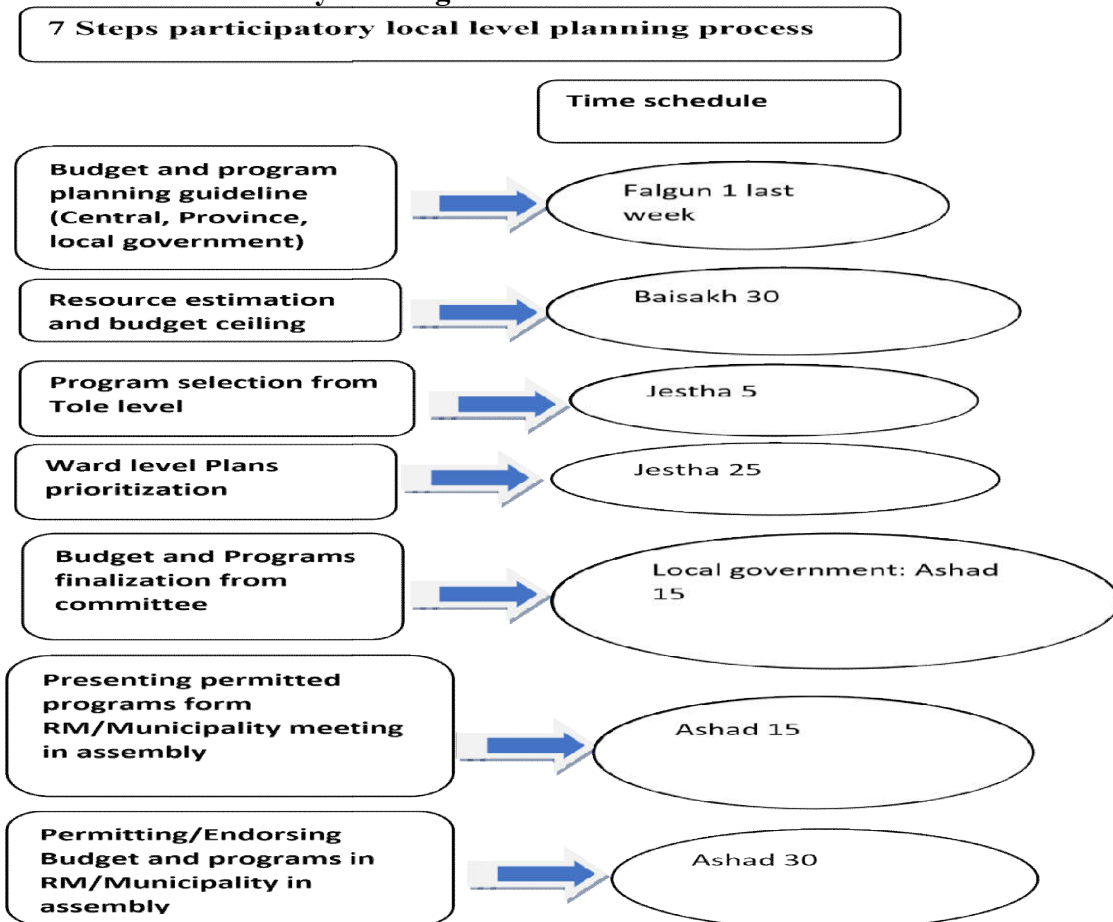 7 Steps participatory local level planning process
Time schedule
Budget and program
planning guideline
(Central, Province,
local government)
Falgun 1 last
week
Resource estimation
and budget ceiling
Baisakh 30
Program selection from
Tole level
Jestha 5
Ward level Plans
prioritization
Jestha 25
Budget and Programs
finalization from
committee
Local government: Ashad
15
Presenting permitted
programs form
RM/Municipality meeting
in assembly
Ashad 15
Permitting/Endorsing
Budget and programs in
RM/Municipality in
assembly
Ashad 30